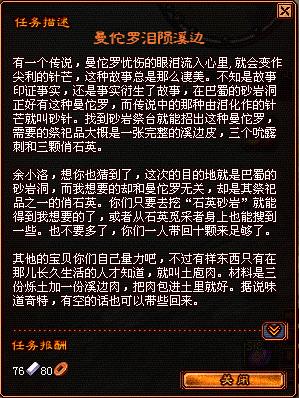 任务描述
曼佗罗泪陨溪边
有一个传说，曼佗罗忧伤的眼泪流入心里，就会变作
尖利的针芒，这种故事总是那么凄美。不知是故事
印证事实，还是事实衍生了故事，在巴蜀的砂岩洞
正好有这种曼佗罗，而传说中的那种由泪化作的针
芒就叫砂针。找到砂岩祭台就能招出这种曼佗罗，
需要的祭祀品大概是一张完整的溪边皮，三个吮露
刺和三颗俏石英。
余小洛，想你也猜到了，这次的目的地就是巴蜀的
砂岩洞，而我想要的却和曼佗罗无关，却是其祭祀
品之一的俏石英。你们只要去挖“石英砂岩”就能
得到我想要的了，或者从石英觅采者身上也能搜到
一些。也不要多了，你们一人带回十颗来足够了。
其他的宝贝你们自己量力吧，不过有样东西只有在
那儿长久生活的人才知道，就叫土庖肉。材料是三
份烁土加一份溪边肉，把肉包进土里就好。据说味
道奇特，有空的话也可以带些回来。
任务报酬
76 80
关闭